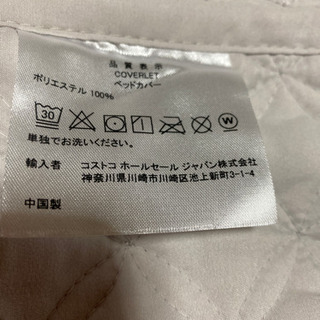 品質表示
COVERLET
ベッドカバー
ポリエステル 100%
30 W
単独でお洗いください。
輸入者 コストコ ホールセール ジャパン株式会社
神奈川県川崎市川崎区池上新町3-1-4
中国製